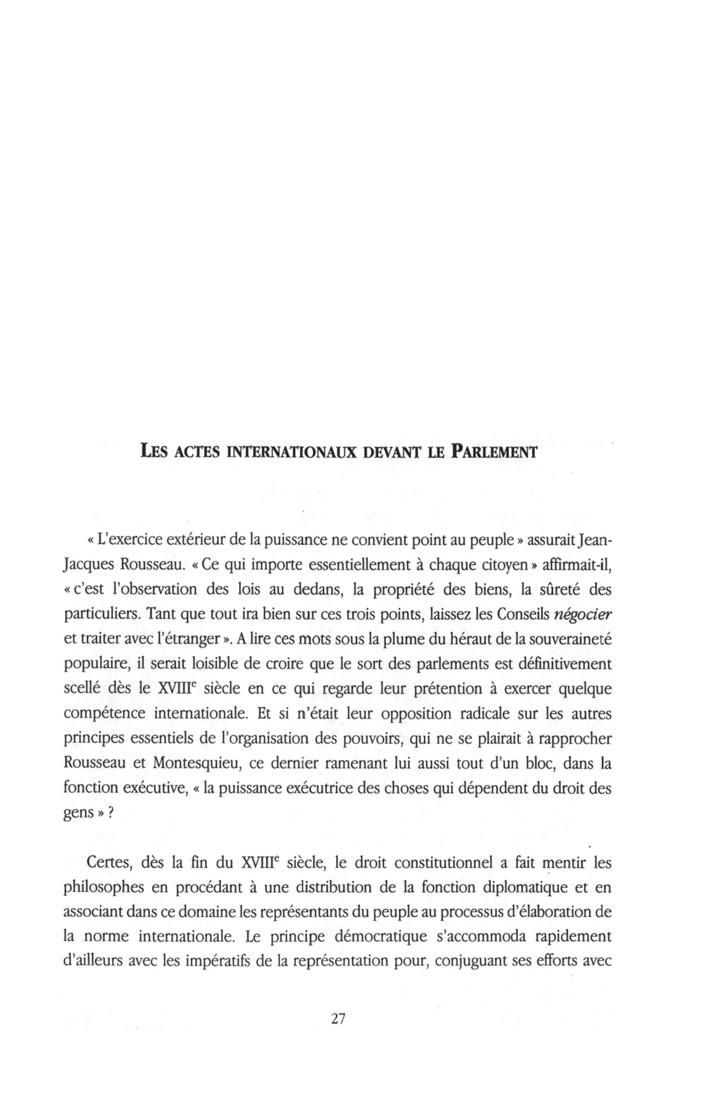 LES ACTES INTERNATIONAUX DEVANT LE PARLEMENT
« L'exercice extérieur de la puissance ne convient point au peuple » assurait Jean-
Jacques Rousseau. « Ce qui importe essentiellement à chaque citoyen » affirmait-il,
« c'est l'observation des lois au dedans, la propriété des biens, la sûreté des
particuliers. Tant que tout ira bien sur ces trois points, laissez les Conseils négocier
et traiter avec l'étranger ». A lire ces mots sous la plume du héraut de la souveraineté
populaire, il serait loisible de croire que le sort des parlements est définitivement
scellé dès le XVIIIe siècle en ce qui regarde leur prétention à exercer quelque
compétence internationale. Et si n'était leur opposition radicale sur les autres
principes essentiels de l'organisation des pouvoirs, qui ne se plairait à rapprocher
Rousseau et Montesquieu, ce dernier ramenant lui aussi tout d'un bloc, dans la
fonction exécutive, « la puissance exécutrice des choses qui dépendent du droit des
gens » ?
Certes, dès la fin du XVIIIe siècle, le droit constitutionnel a fait mentir les
philosophes en procédant à une distribution de la fonction diplomatique et en
associant dans ce domaine les représentants du peuple au processus d'élaboration de
la norme internationale. Le principe démocratique s'accommoda rapidement
d'ailleurs avec les impératifs de la représentation pour, conjuguant ses efforts avec
27